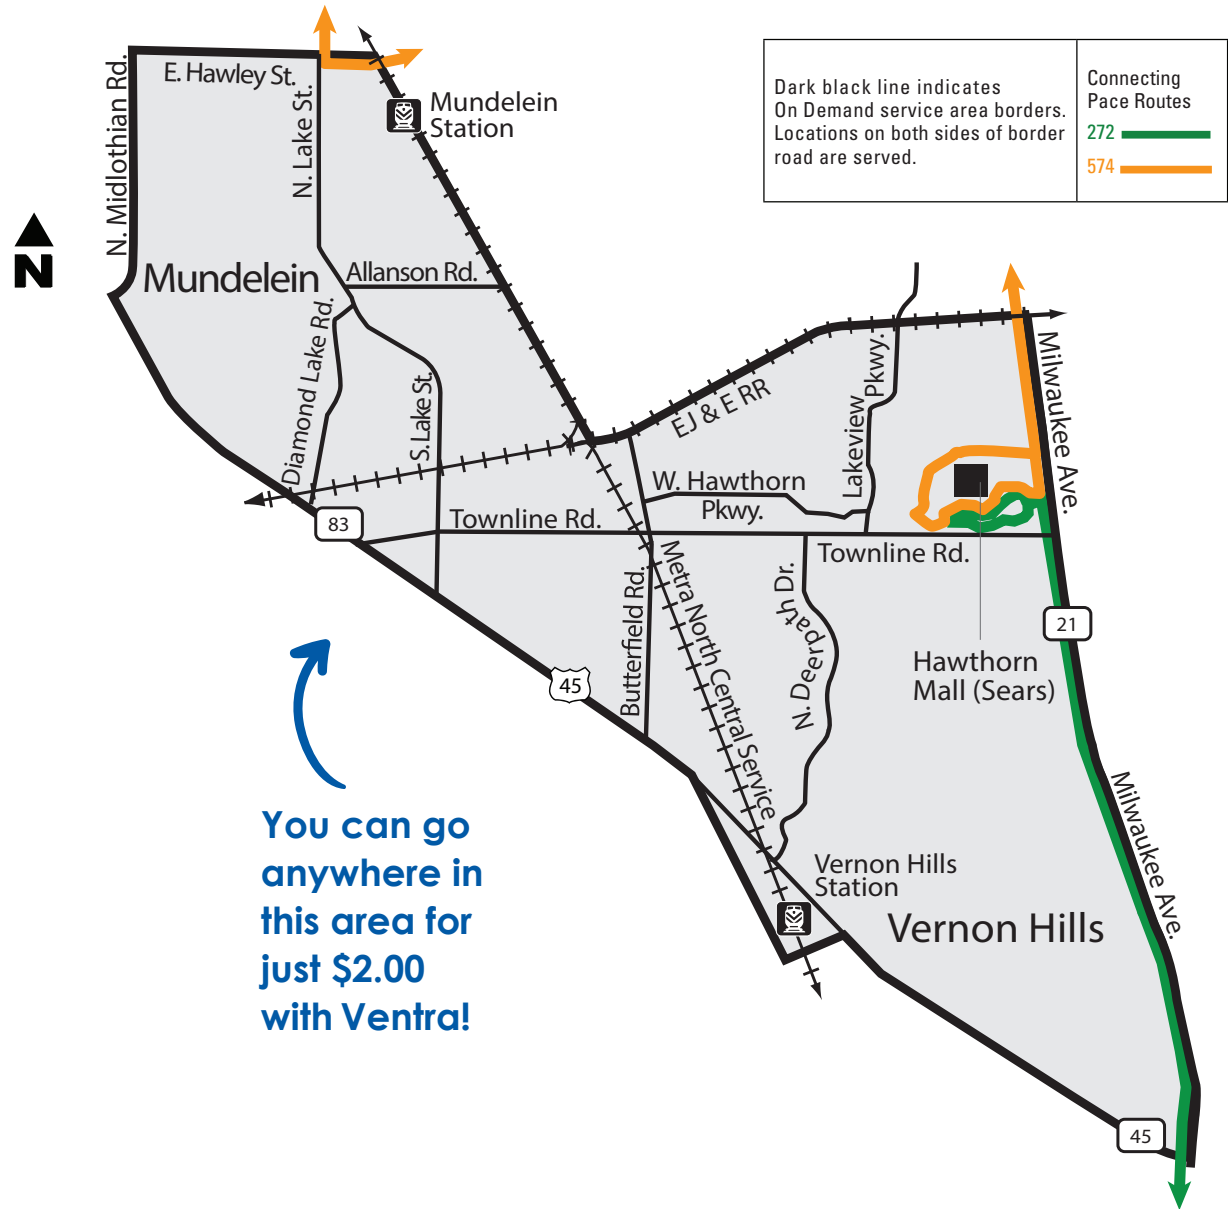 E. Hawley St.
N. Midlothian Rd.
N. Lake St.
Mundelein
Station
Dark black line indicates
On Demand service area borders.
Locations on both sides of border
road are served.
Connecting
Pace Routes
272
574
N
Mundelein
Allanson Rd.
Diamond Lake Rd.
S. Lake St.
EJ & E RR
Lakeview
Pkwy.
Milwaukee Ave.
W. Hawthorn
Pkwy.
83
Townline Rd.
Townline Rd.
Butterfield Rd.
Metra North Central Service
N. Deerpath Dr.
21
Hawthorn
Mall (Sears)
45
Milwaukee Ave.
You can go
anywhere in
this area for
just $2.00
with Ventra!
Vernon Hills
Station
Vernon Hills
45